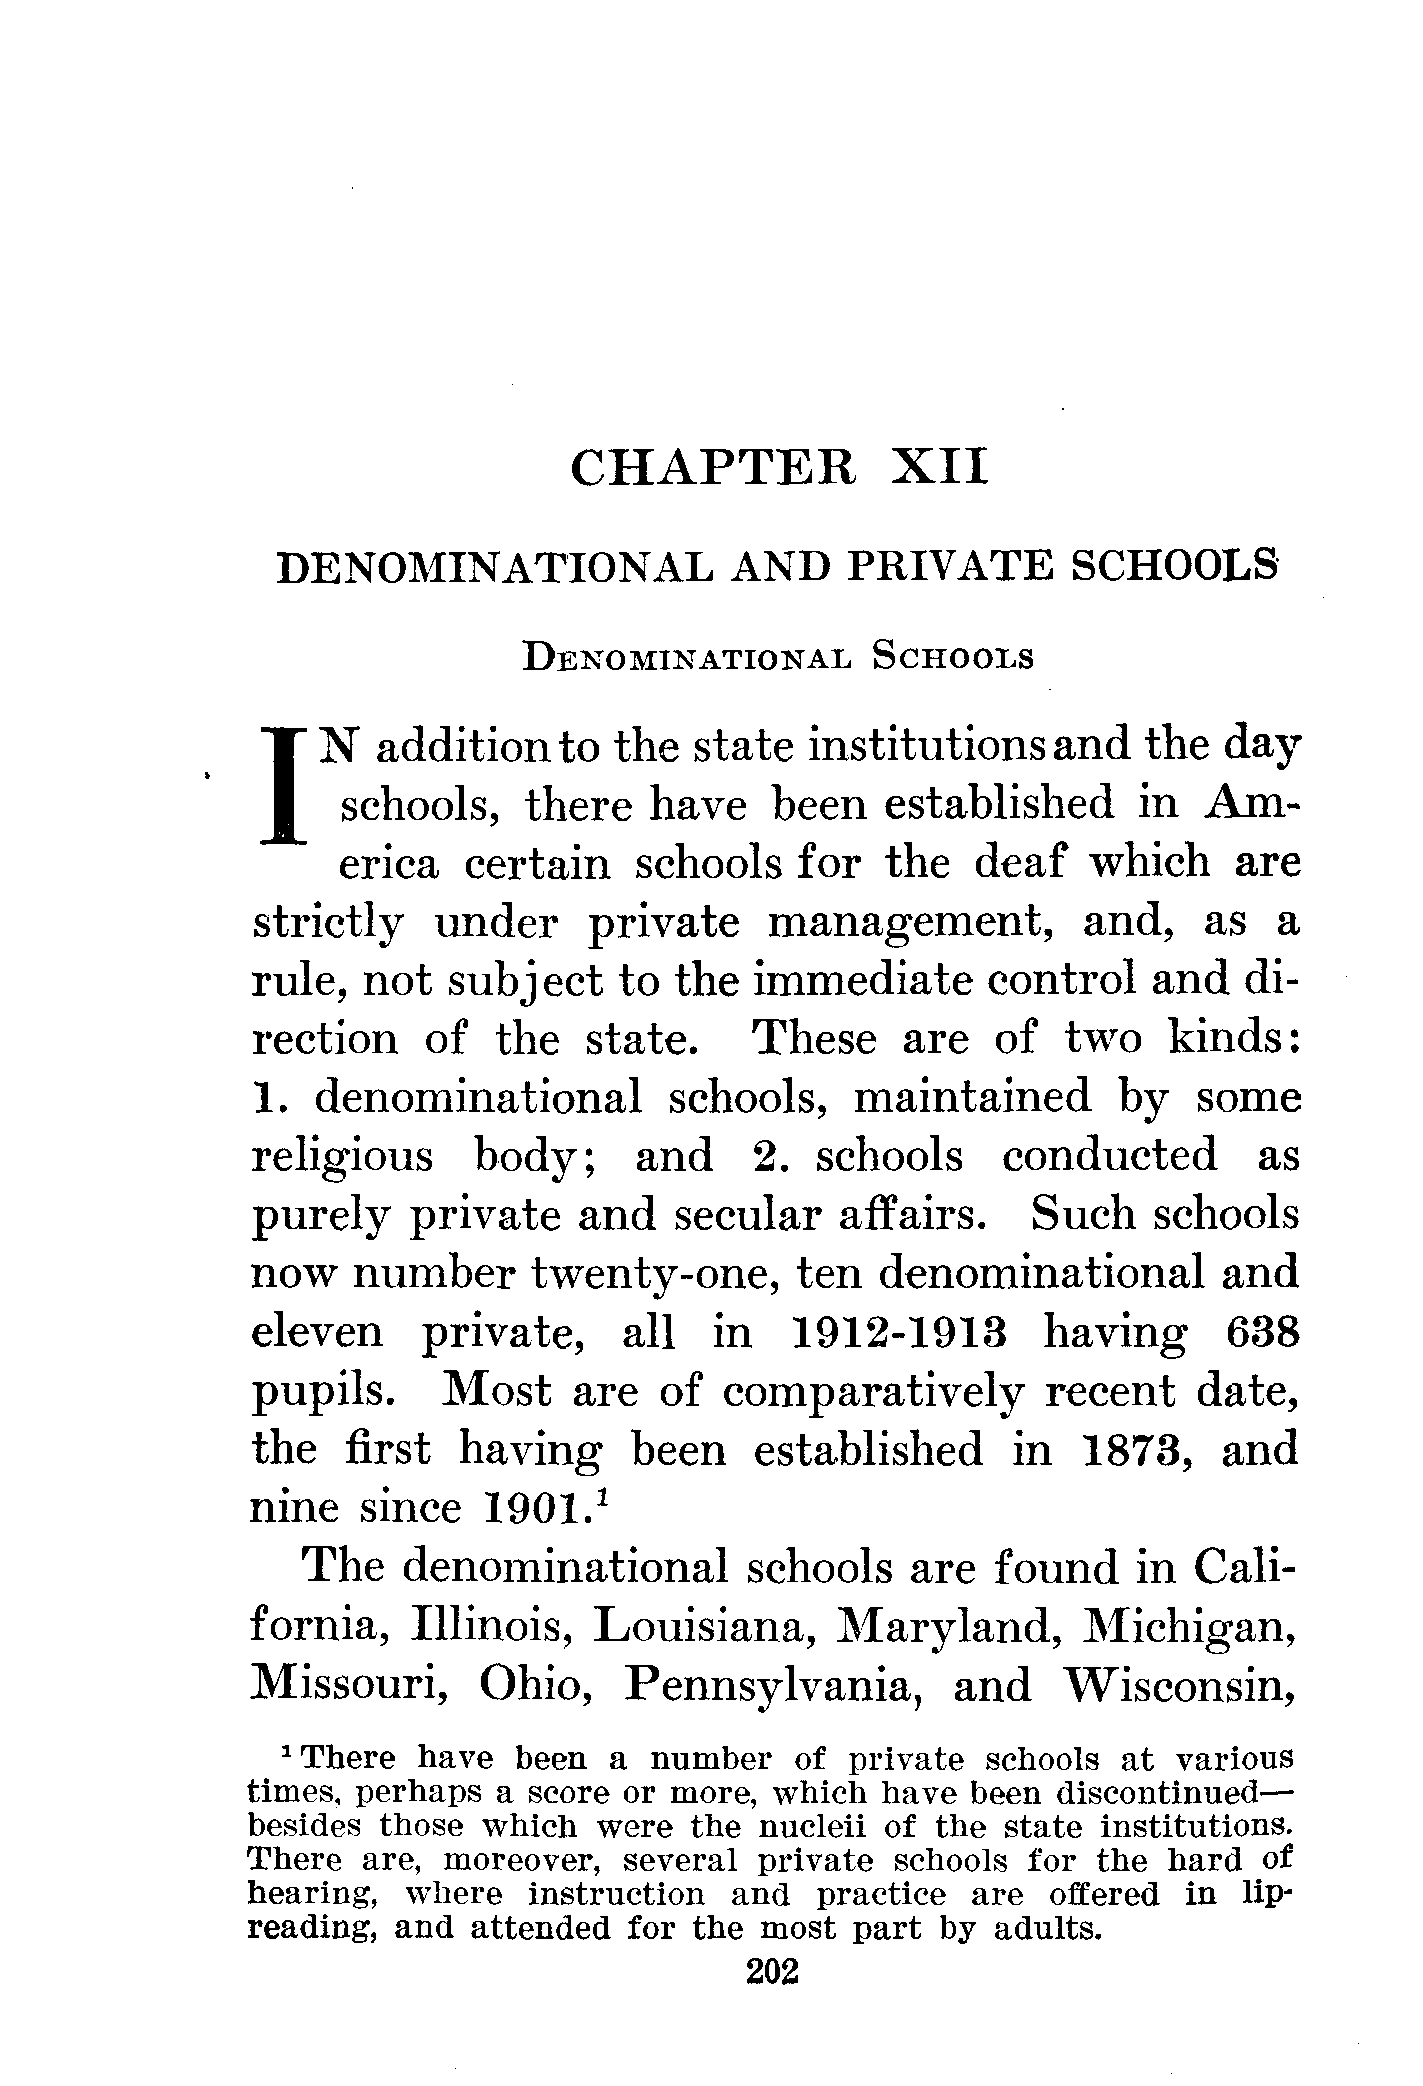 CHAPTER XII
DENOMINATIONAL AND PRIVATE SCHOOLS
DENOMINATIONAL SCHOOLS
IN addition to the state institutions and the day
schools, there have been established in Am-
erica certain schools for the deaf which are
strictly under private management, and, as a
rule, not subject to the immediate control and di-
rection of the state. These are of two kinds:
1. denominational schools, maintained by some
religious body; and 2. schools conducted as
purely private and secular affairs. Such schools
now number twenty-one, ten denominational and
eleven private, all in 1912-1913 having 638
pupils. Most are of comparatively recent date,
the first having been established in 1873, and
nine since 1901.¹
The denominational schools are found in Cali-
fornia, Illinois, Louisiana, Maryland, Michigan,
Missouri, Ohio, Pennsylvania, and Wisconsin,
¹ There have been a number of private schools at various
times, perhaps a score or more, which have been discontinued—
besides those which were the nucleii of the state institutions.
There are, moreover, several private schools for the hard of
hearing, where instruction and practice are offered in lip-
reading, and attended for the most part by adults.
202